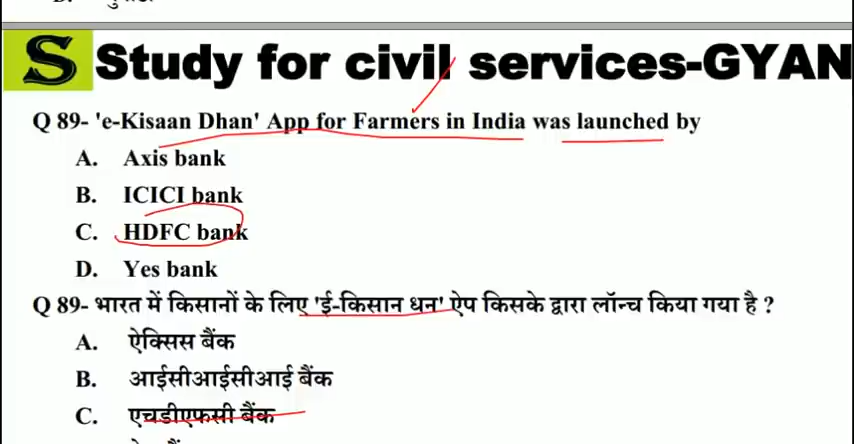 S Study for civil services-GYAN
Q 89- 'e-Kisaan Dhan' App for Farmers in India was launched by
A. Axis bank
B. ICICI bank
C. HDFC bank
D. Yes bank
Q 89- भारत में किसानों के लिए 'ई-किसान धन' ऐप किसके द्वारा लॉन्च किया गया है ?
A. ऐक्सिस बैंक
B. आईसीआईसीआई बैंक
C. एचडीएफसी बैंक